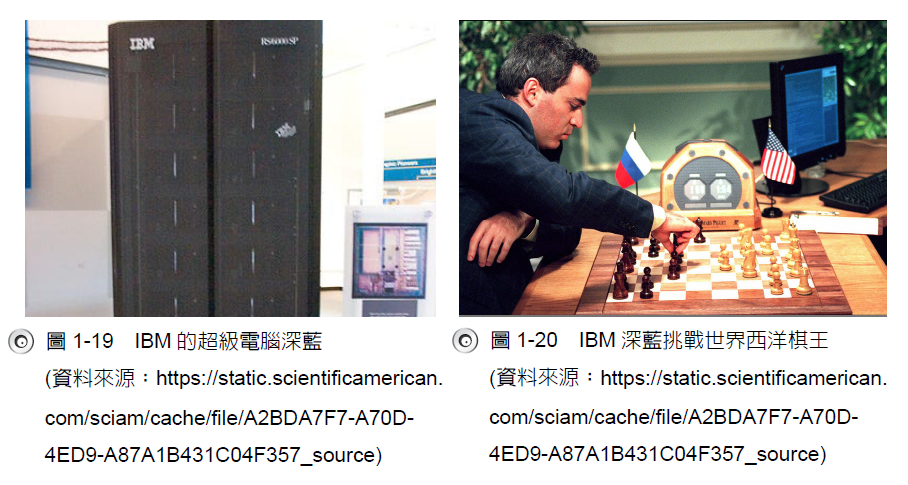 IBM
RS/6000 SP
圖 1-19 IBM 的超級電腦深藍
(資料來源：https://static.scientificamerican.
com/sciam/cache/file/A2BDA7F7-A70D-
4ED9-A87A1B431C04F357_source)
圖 1-20 IBM 深藍挑戰世界西洋棋王
(資料來源：https://static.scientificamerican.
com/sciam/cache/file/A2BDA7F7-A70D-
4ED9-A87A1B431C04F357_source)